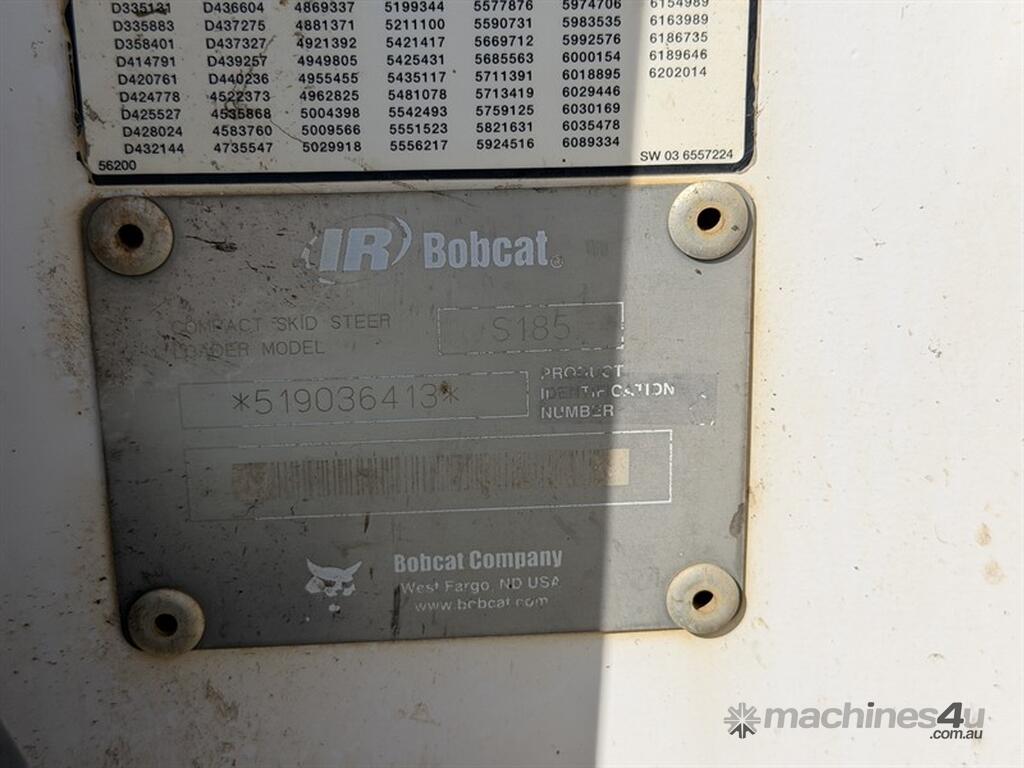 D335131 D436604 4869337 5199344 5577876 5974706 6154989
D335883 D437275 4881371 5211100 5590731 5983535 6163989
D358401 D437327 4921392 5421417 5669712 5992576 6186735
D414791 D439257 4949805 5425431 5685563 6000154 6189646
D420761 D440236 4955455 5435117 5711391 6018895 6202014
D424778 4522373 4962825 5481078 5713419 6029446
D425527 4535868 5004398 5542493 5759125 6030169
D428024 4583760 5009566 5551523 5821631 6035478
D432144 4735547 5029918 5556217 5924516 6089334
56200 SW 03 6557224
IR Bobcat®
COMPACT SKID STEER
LOADER MODEL
S185
*519036413*
PRODUCT
IDENTIFICATION
NUMBER
Bobcat Company
West Fargo, ND USA
www.bobcat.com
machines4u
.com.au